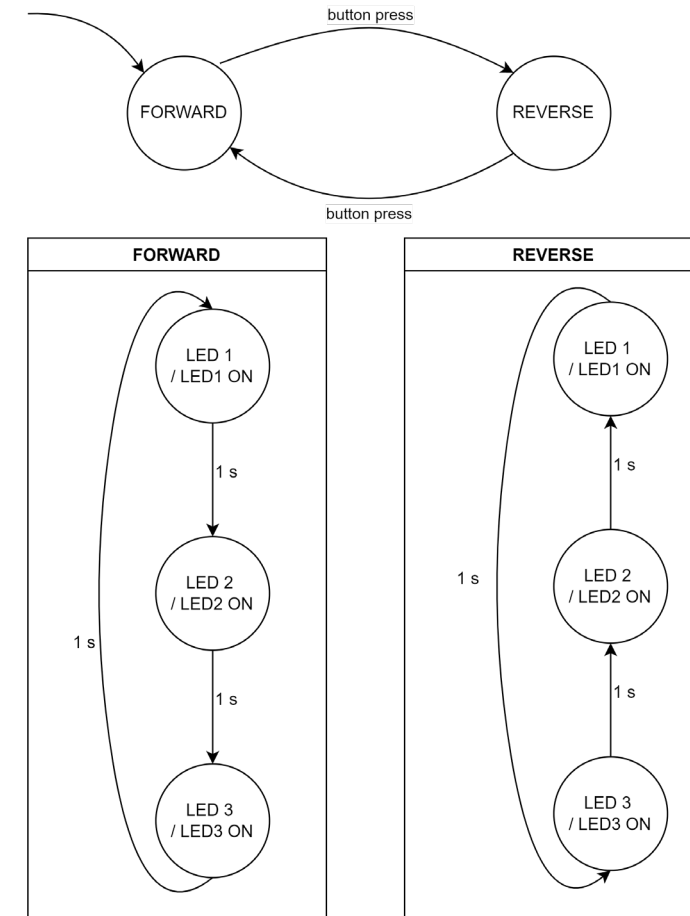 button press
FORWARD
REVERSE
button press
FORWARD
LED 1
/ LED1 ON
1 s
LED 2
/ LED2 ON
1 s
1 s
LED 3
/ LED3 ON
REVERSE
LED 1
/ LED1 ON
1 s
LED 2
/ LED2 ON
1 s
1 s
LED 3
/ LED3 ON